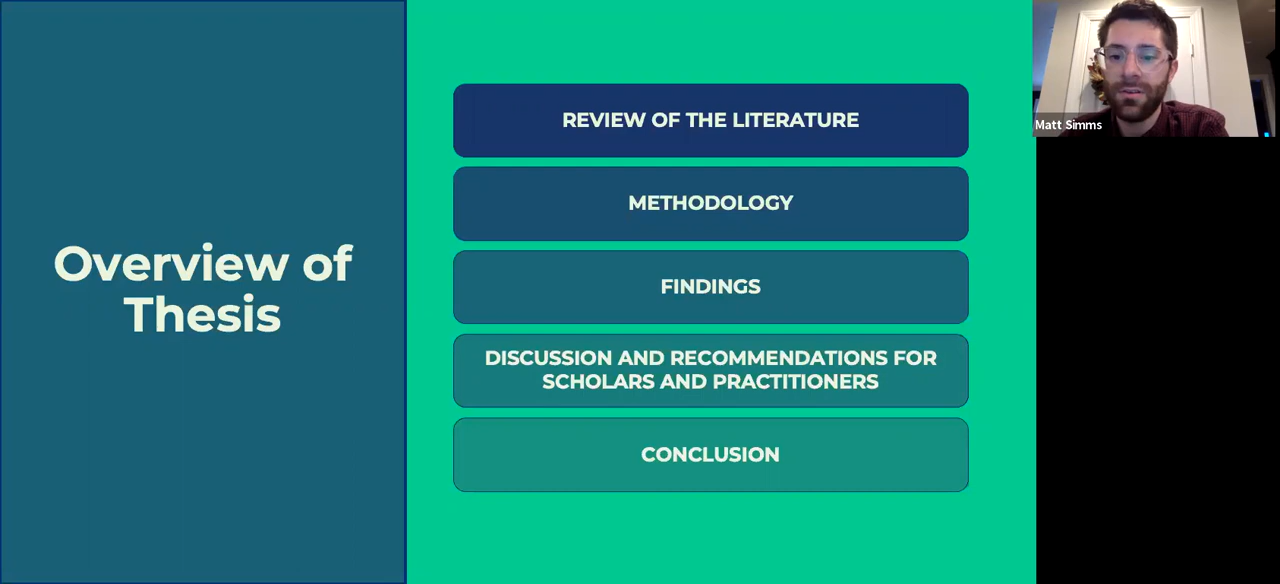 Overview of
Thesis
REVIEW OF THE LITERATURE
METHODOLOGY
FINDINGS
DISCUSSION AND RECOMMENDATIONS FOR
SCHOLARS AND PRACTITIONERS
CONCLUSION
Matt Simms